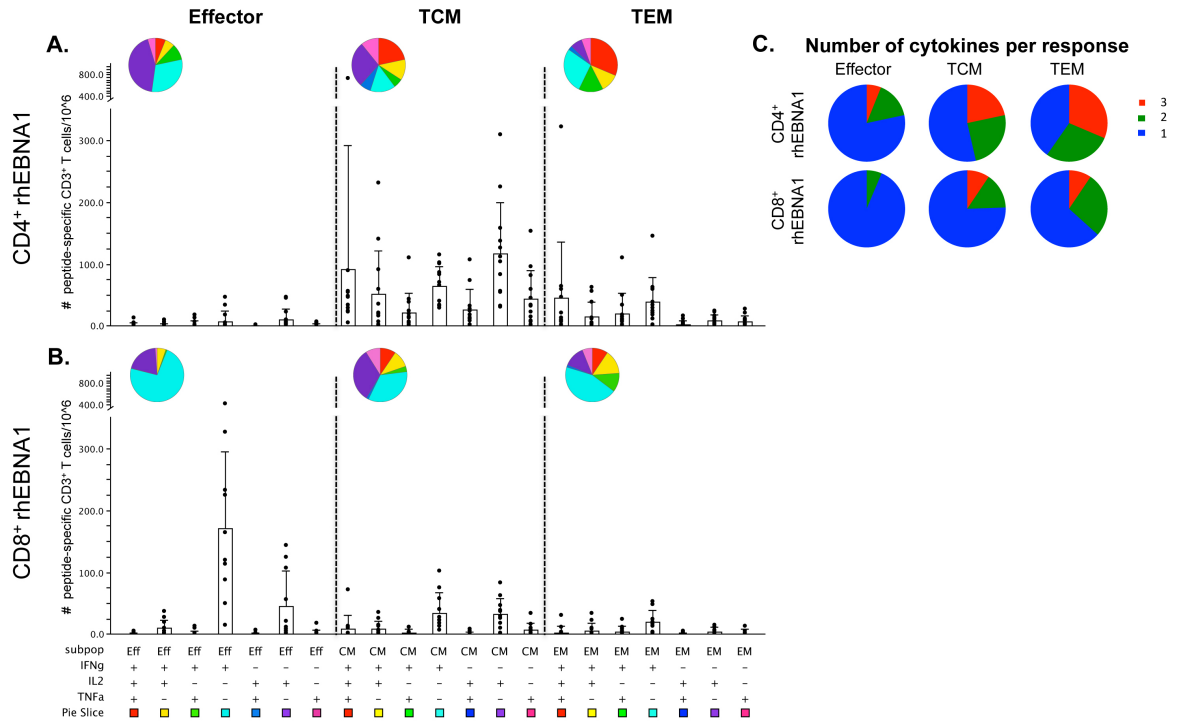 Effector TCM TEM
A.
CD4+ rhEBNA1
# peptide-specific CD3+ T cells/10^6
800.0
400.0
300.0
200.0
100.0
0.0
B.
CD8+ rhEBNA1
# peptide-specific CD3+ T cells/10^6
800.0
400.0
300.0
200.0
100.0
0.0
subpop Eff Eff Eff Eff Eff Eff Eff CM CM CM CM CM CM CM EM EM EM EM EM EM EM
IFNg + + + + – – – + + + + – – – + + + + – – –
IL2 + + – – + + – + + – – + + – + + – – + + –
TNFa + – + – + – + + – + – + – + + – + – + – +
Pie Slice
C. Number of cytokines per response
Effector TCM TEM
CD4+
rhEBNA1
CD8+
rhEBNA1
3
2
1